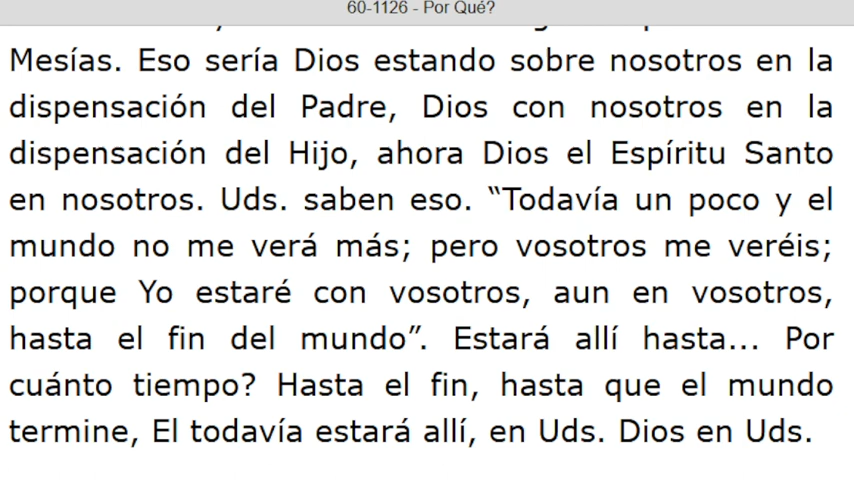 60-1126 - Por Qué?
Mesías. Eso sería Dios estando sobre nosotros en la
dispensación del Padre, Dios con nosotros en la
dispensación del Hijo, ahora Dios el Espíritu Santo
en nosotros. Uds. saben eso. “Todavía un poco y el
mundo no me verá más; pero vosotros me veréis;
porque Yo estaré con vosotros, aun en vosotros,
hasta el fin del mundo”. Estará allí hasta... Por
cuánto tiempo? Hasta el fin, hasta que el mundo
termine, El todavía estará allí, en Uds. Dios en Uds.